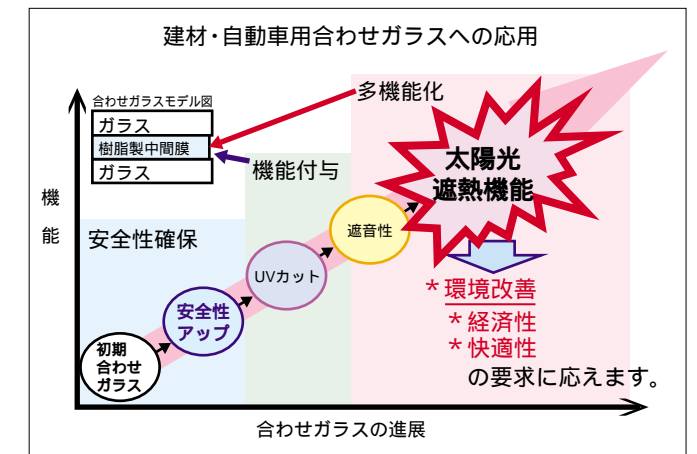 建材・自動車用合わせガラスへの応用
合わせガラスモデル図
ガラス
樹脂製中間膜
ガラス
多機能化
機能付与
安全性確保
機
能
太陽光
遮熱機能
遮音性
UVカット
安全性
アップ
初期
合わせ
ガラス
*環境改善
*経済性
*快適性
の要求に応えます。
合わせガラスの進展